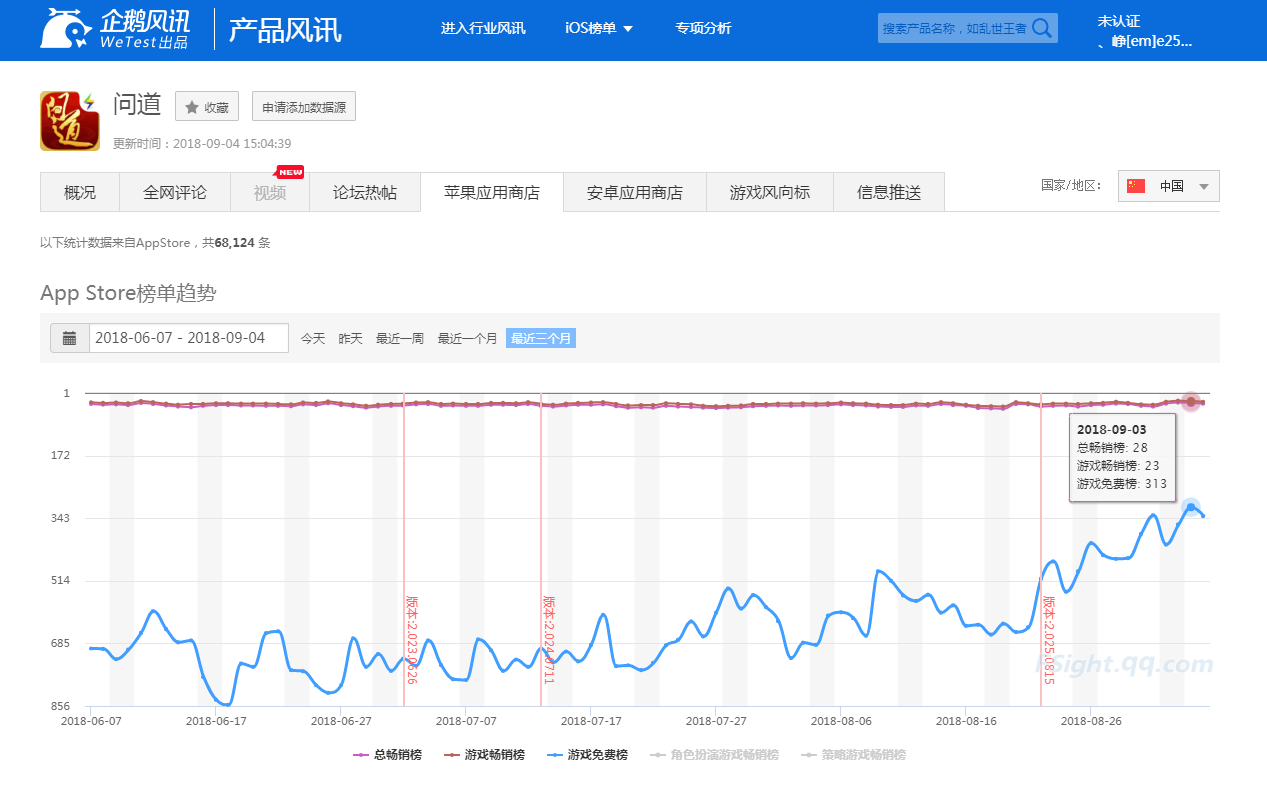 企鹅风讯
WeTest出品
产品风讯
进入行业风讯 iOS榜单 专项分析
搜索产品名称，如乱世王者
未认证
、峥[em]e25...
问道
问道 收藏 申请添加数据源
更新时间：2018-09-04 15:04:39
NEW
概况 全网评论 视频 论坛热帖 苹果应用商店 安卓应用商店 游戏风向标 信息推送
国家/地区： 中国
以下统计数据来自AppStore，共68,124 条
App Store榜单趋势
2018-06-07 - 2018-09-04 今天 昨天 最近一周 最近一个月 最近三个月
1
172
343
514
685
856
2018-09-03
总畅销榜: 28
游戏畅销榜: 23
游戏免费榜: 313
版本:2.023.0626
版本:2.024.0711
版本:2.025.0815
2018-06-07 2018-06-17 2018-06-27 2018-07-07 2018-07-17 2018-07-27 2018-08-06 2018-08-16 2018-08-26
总畅销榜 游戏畅销榜 游戏免费榜 角色扮演游戏畅销榜 策略游戏畅销榜